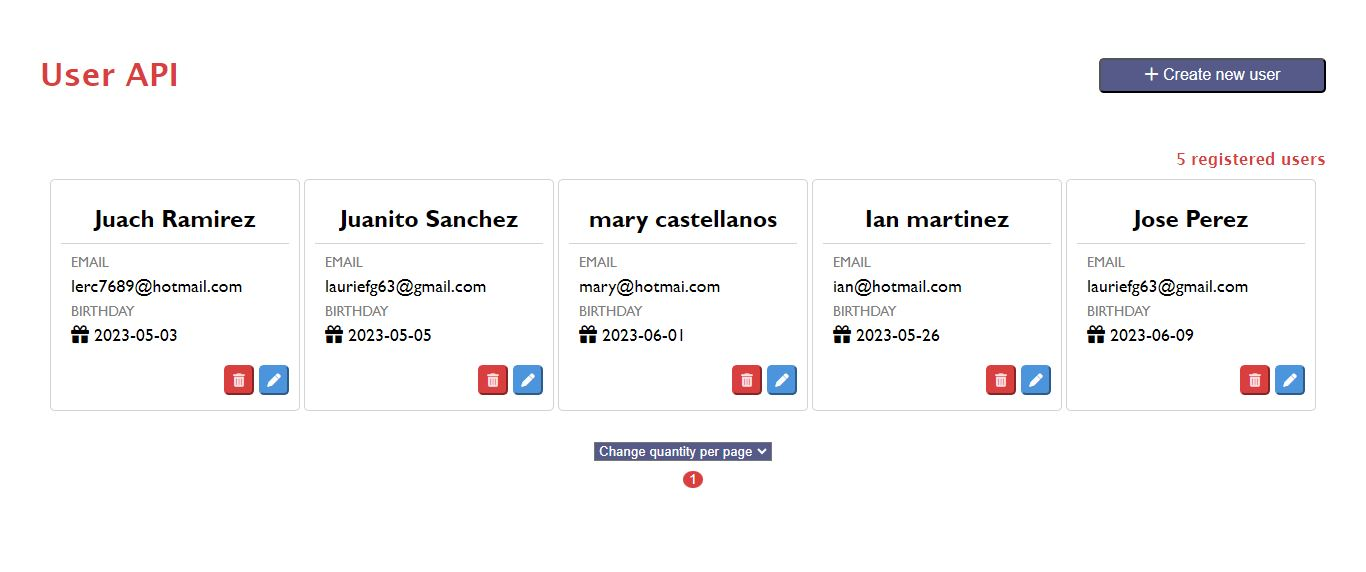 User API
+ Create new user
5 registered users
Juach Ramirez
EMAIL
lerc7689@hotmail.com
BIRTHDAY
2023-05-03
Juanito Sanchez
EMAIL
lauriefg63@gmail.com
BIRTHDAY
2023-05-05
mary castellanos
EMAIL
mary@hotmai.com
BIRTHDAY
2023-06-01
Ian martinez
EMAIL
ian@hotmail.com
BIRTHDAY
2023-05-26
Jose Perez
EMAIL
lauriefg63@gmail.com
BIRTHDAY
2023-06-09
Change quantity per page
1